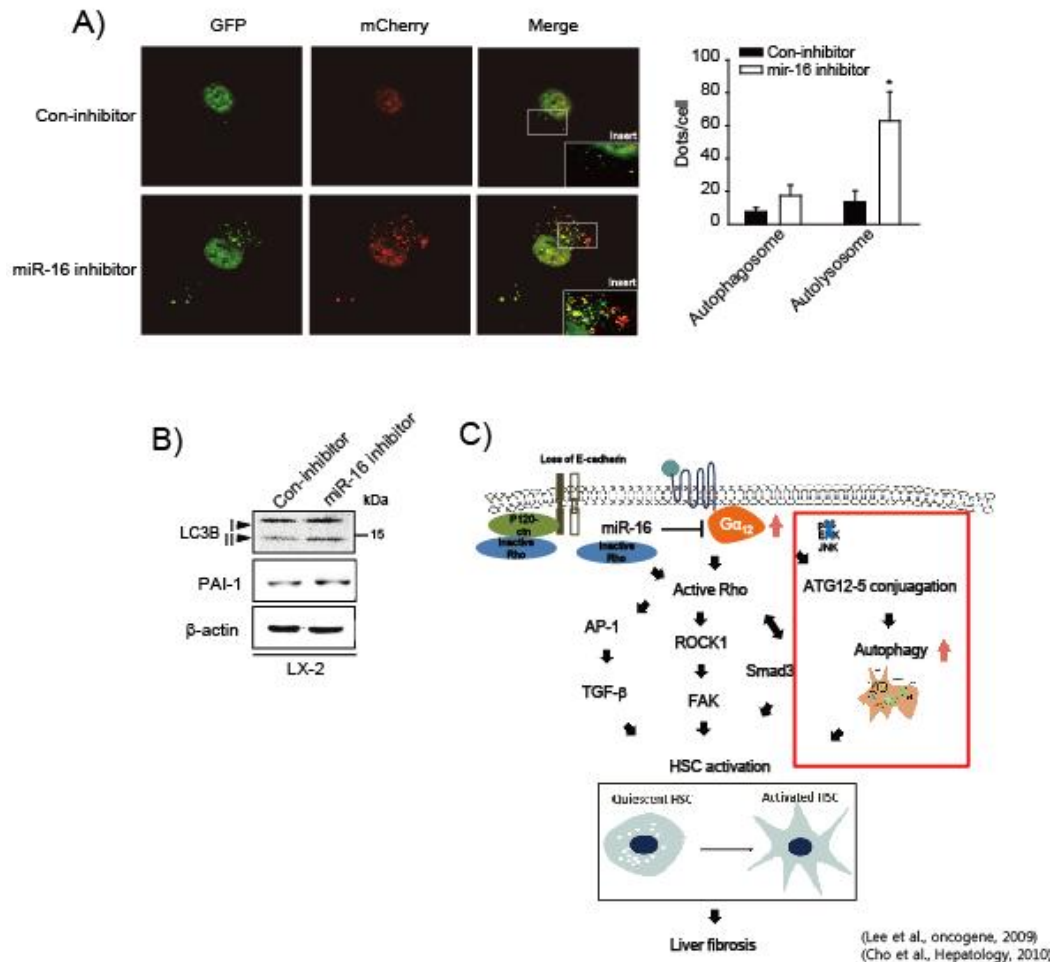 A)
GFP
mCherry
Merge
Con-inhibitor
Insert
miR-16 inhibitor
Insert
Con-inhibitor
mir-16 inhibitor
Dots/cell
80
60
40
20
0
*
Autophagosome
Autolysosome
B)
Con-inhibitor
miR-16 inhibitor
kDa
LC3B
I
II
15
PAI-1
β-actin
LX-2
C)
Loss of E-cadherin
P120-
ctn
Inactive
Rho
miR-16
Inactive
Rho
Gα12
JNK
Active Rho
ATG12-5 conjuagation
AP-1
ROCK1
Autophagy
Smad3
TGF-β
FAK
HSC activation
Quiescent HSC
Activated HSC
Liver fibrosis
(Lee et al., oncogene, 2009)
(Cho et al., Hepatology, 2010)